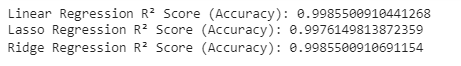 Linear Regression R² Score (Accuracy): 0.9985500910441268
Lasso Regression R² Score (Accuracy): 0.9976149813872359
Ridge Regression R² Score (Accuracy): 0.9985500910691154